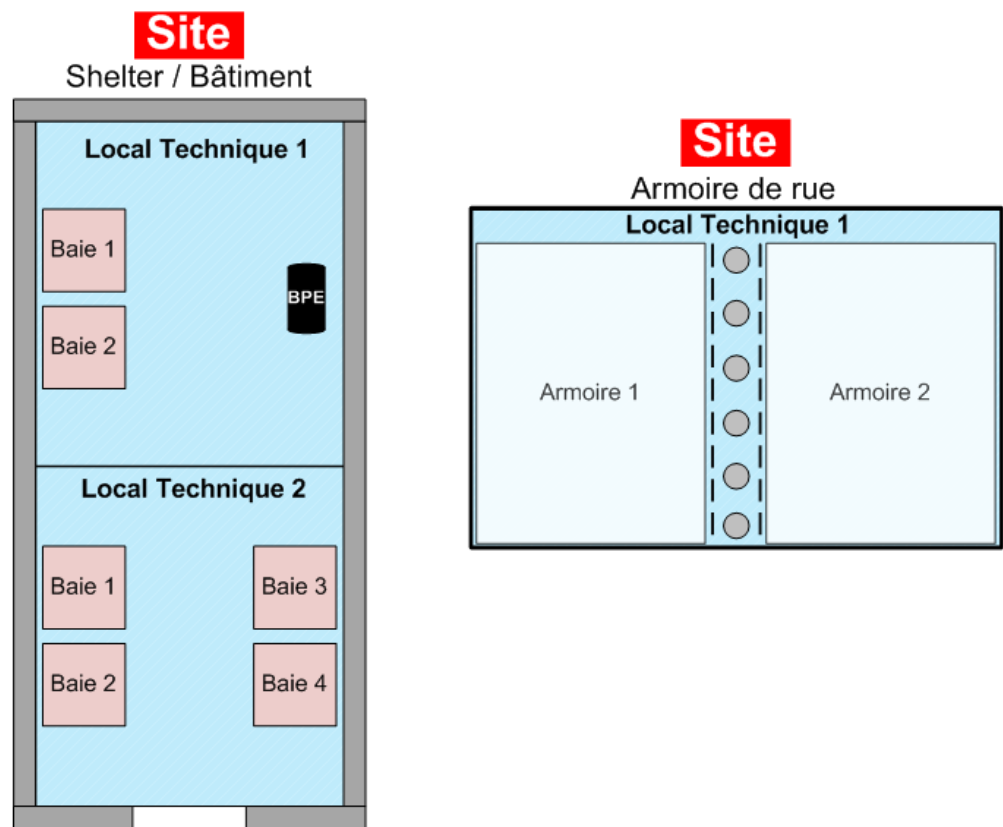 Site
Shelter / Bâtiment
Local Technique 1
Baie 1
BPE
Baie 2
Local Technique 2
Baie 1
Baie 3
Baie 2
Baie 4
Site
Armoire de rue
Local Technique 1
Armoire 1
Armoire 2